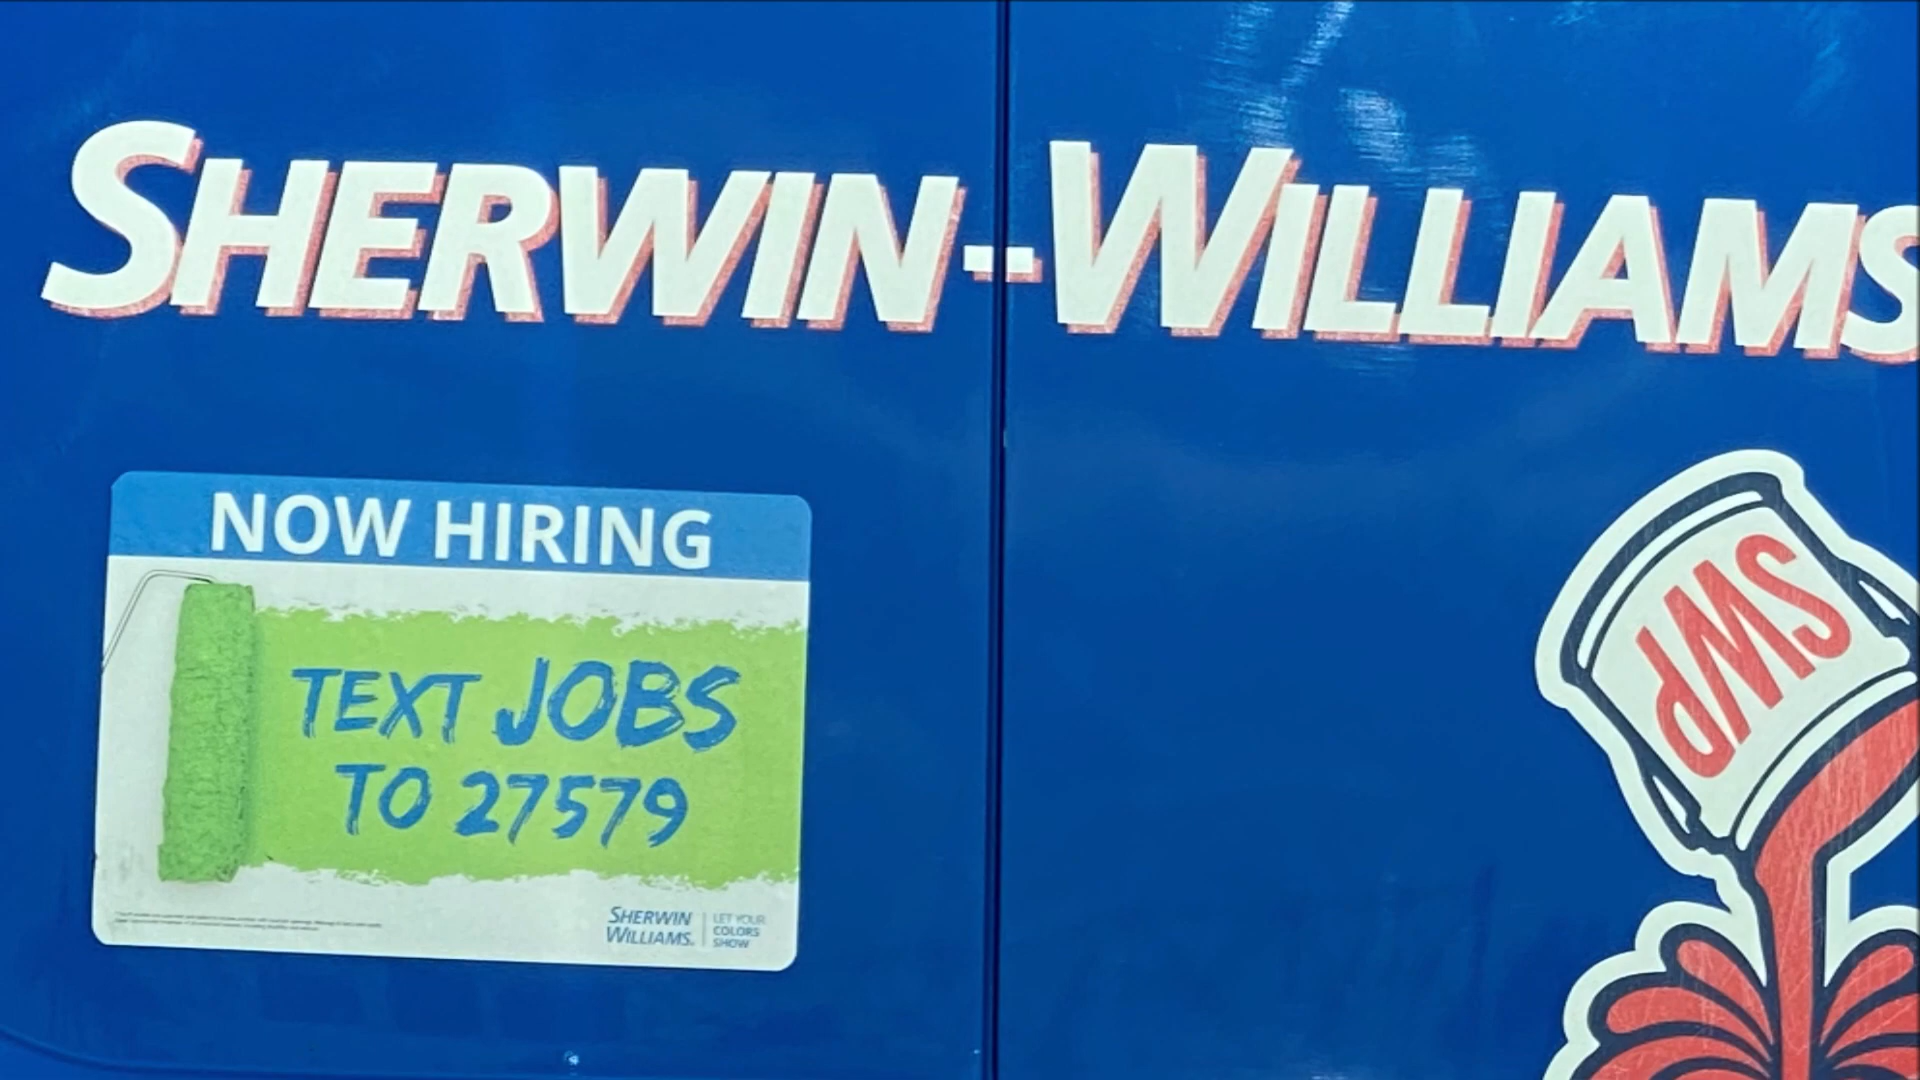 SHERWIN-WILLIAMS
NOW HIRING
TEXT JOBS
TO 27579
SHERWIN
WILLIAMS.
LET YOUR
COLORS
SHOW
SWP